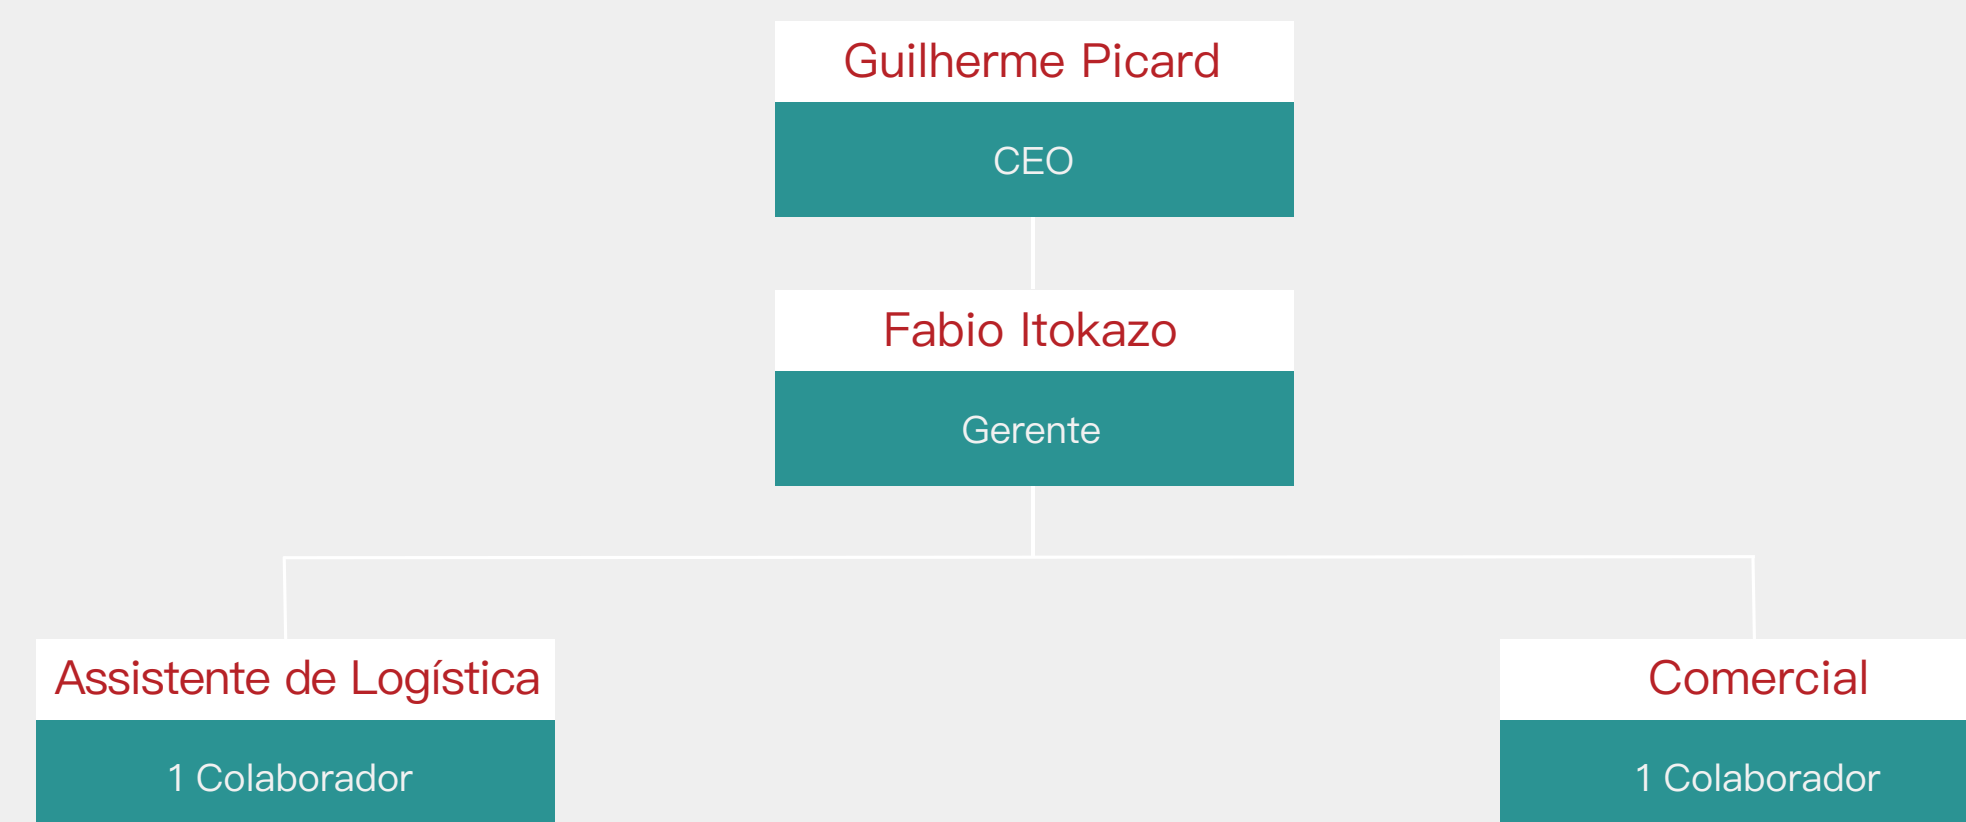 Guilherme Picard
CEO
Fabio Itokazo
Gerente
Assistente de Logística
1 Colaborador
Comercial
1 Colaborador